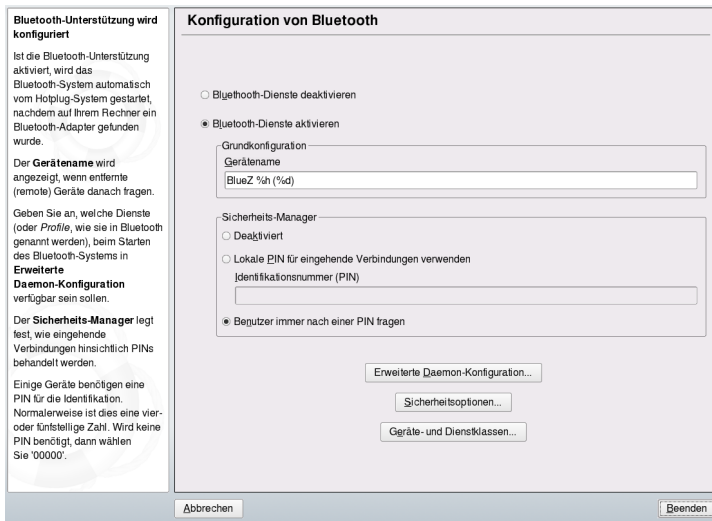 Bluetooth-Unterstützung wird
konfiguriert
Ist die Bluetooth-Unterstützung
aktiviert, wird das
Bluetooth-System automatisch
vom Hotplug-System gestartet,
nachdem auf Ihrem Rechner ein
Bluetooth-Adapter gefunden
wurde.
Der Gerätename wird
angezeigt, wenn entfernte
(remote) Geräte danach fragen.
Geben Sie an, welche Dienste
(oder Profile, wie sie in Bluetooth
genannt werden), beim Starten
des Bluetooth-Systems in
Erweiterte
Daemon-Konfiguration
verfügbar sein sollen.
Der Sicherheits-Manager legt
fest, wie eingehende
Verbindungen hinsichtlich PINs
behandelt werden.
Einige Geräte benötigen eine
PIN für die Identifikation.
Normalerweise ist dies eine vier-
oder fünfstellige Zahl. Wird keine
PIN benötigt, dann wählen
Sie '00000'.
Konfiguration von Bluetooth
Bluethooth-Dienste deaktivieren
Bluetooth-Dienste aktivieren
Grundkonfiguration
Gerätename
BlueZ %h (%d)
Sicherheits-Manager
Deaktiviert
Lokale PIN für eingehende Verbindungen verwenden
Identifikationsnummer (PIN)
Benutzer immer nach einer PIN fragen
Erweiterte Daemon-Konfiguration...
Sicherheitsoptionen...
Geräte- und Dienstklassen...
Abbrechen
Beenden